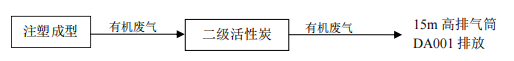 注塑成型
有机废气
二级活性炭
有机废气
15m 高排气筒
DA001 排放